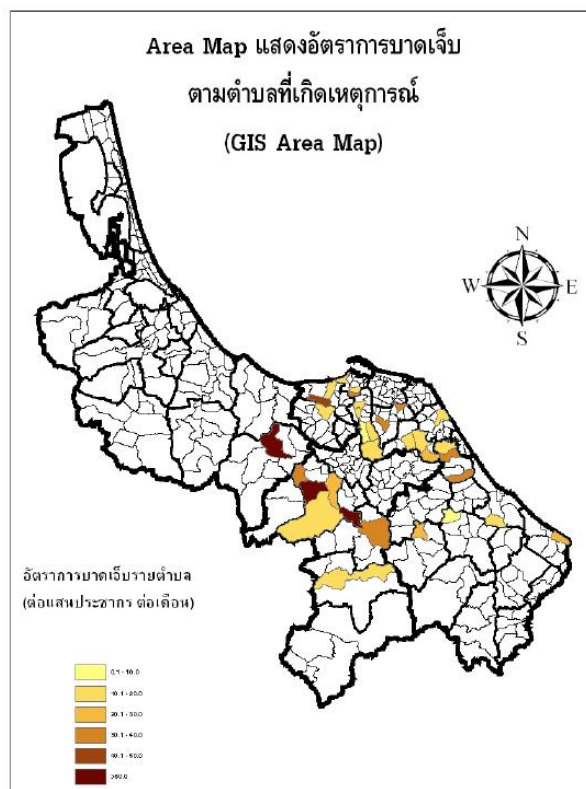 Area Map แสดงอัตราการบาดเจ็บ
ตามตำบลที่เกิดเหตุการณ์
(GIS Area Map)
N
W
E
S
อัตราการบาดเจ็บรายตำบล
(ต่อแสนประชากร ต่อเดือน)
0.1 - 10.0
10.1 - 20.0
20.1 - 30.0
30.1 - 40.0